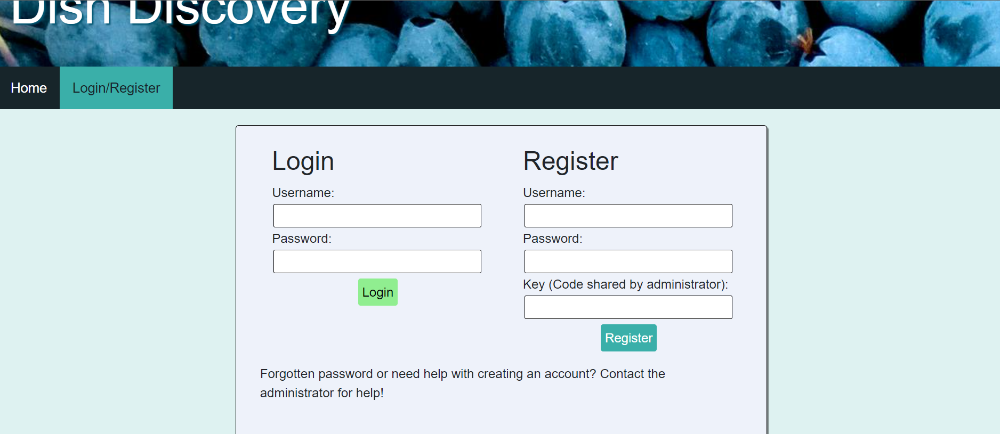 Dish Discovery
Home
Login/Register
Login
Username:
Password:
Login
Register
Username:
Password:
Key (Code shared by administrator):
Register
Forgotten password or need help with creating an account? Contact the
administrator for help!